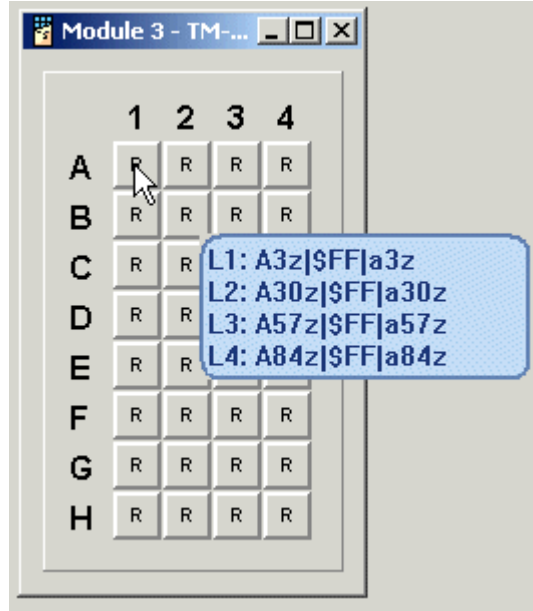 Module 3 - TM-...
1 2 3 4
A R R R R
B R R R R
C R R
L1: A3z|$FF|a3z
L2: A30z|$FF|a30z
D R R
L3: A57z|$FF|a57z
L4: A84z|$FF|a84z
E R R
F R R R R
G R R R R
H R R R R